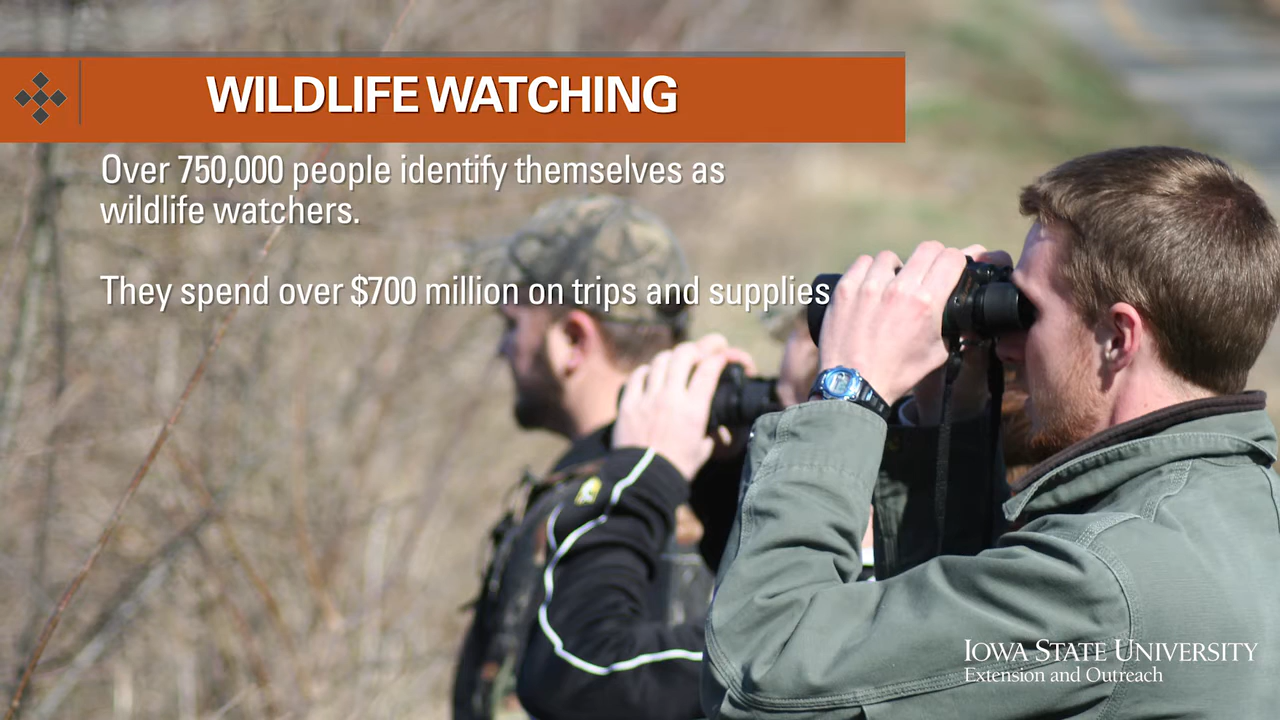 WILDLIFE WATCHING
Over 750,000 people identify themselves as
wildlife watchers.
They spend over $700 million on trips and supplies
IOWA STATE UNIVERSITY
Extension and Outreach